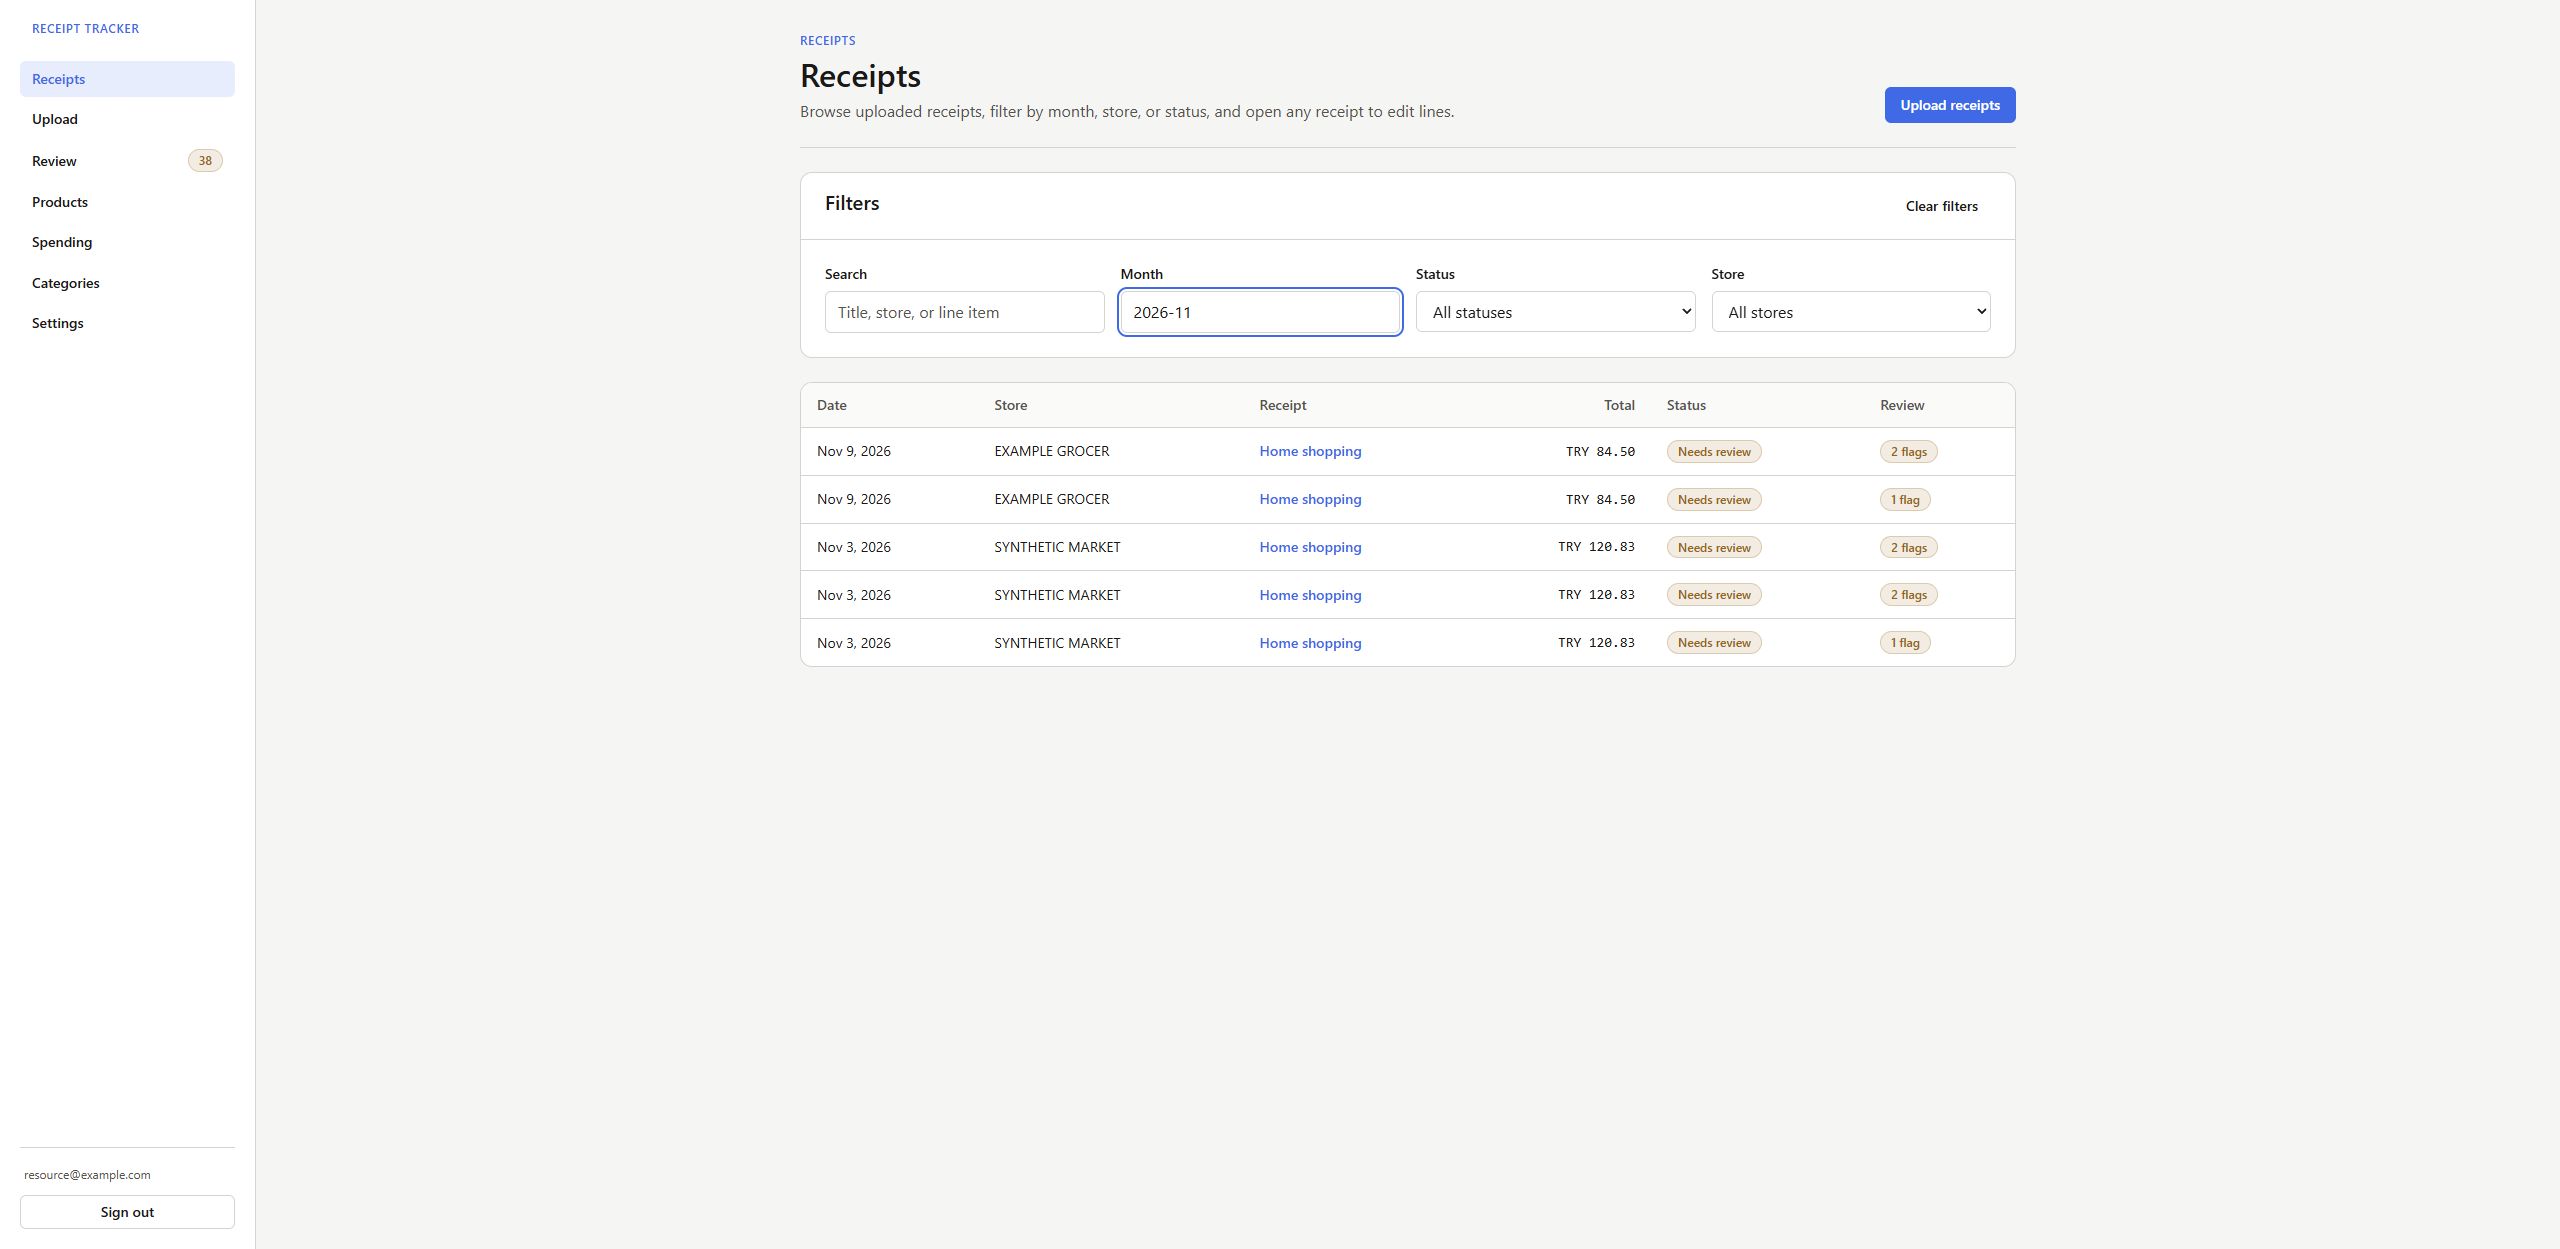 RECEIPT TRACKER
Receipts
Upload
Review 38
Products
Spending
Categories
Settings
resource@example.com
Sign out
RECEIPTS
Receipts
Browse uploaded receipts, filter by month, store, or status, and open any receipt to edit lines.
Upload receipts
Filters
Clear filters
Search Month Status Store
Title, store, or line item 2026-11 All statuses All stores
Date Store Receipt Total Status Review
Nov 9, 2026 EXAMPLE GROCER Home shopping TRY 84.50 Needs review 2 flags
Nov 9, 2026 EXAMPLE GROCER Home shopping TRY 84.50 Needs review 1 flag
Nov 3, 2026 SYNTHETIC MARKET Home shopping TRY 120.83 Needs review 2 flags
Nov 3, 2026 SYNTHETIC MARKET Home shopping TRY 120.83 Needs review 2 flags
Nov 3, 2026 SYNTHETIC MARKET Home shopping TRY 120.83 Needs review 1 flag